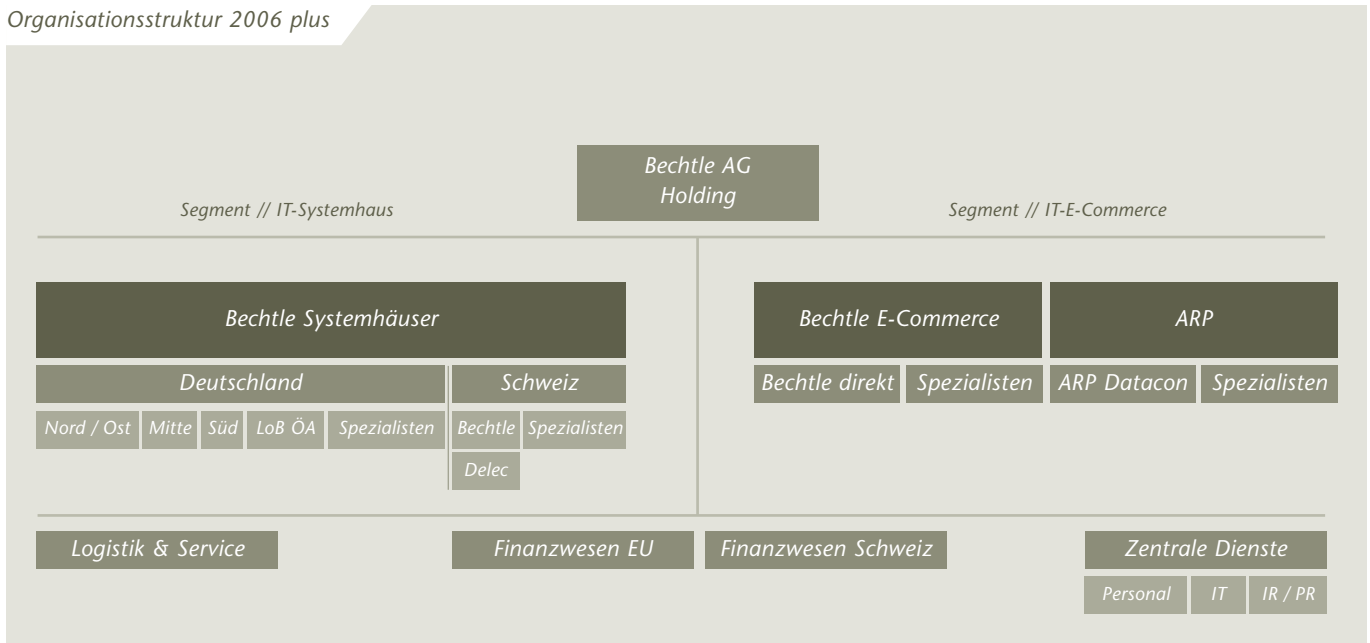 Organisationsstruktur 2006 plus
Bechtle AG
Holding
Segment // IT-Systemhaus
Segment // IT-E-Commerce
Bechtle Systemhäuser
Bechtle E-Commerce
ARP
Deutschland
Schweiz
Bechtle direkt
Spezialisten
ARP Datacon
Spezialisten
Nord / Ost
Mitte
Süd
LoB ÖA
Spezialisten
Bechtle
Spezialisten
Delec
Logistik & Service
Finanzwesen EU
Finanzwesen Schweiz
Zentrale Dienste
Personal
IT
IR / PR